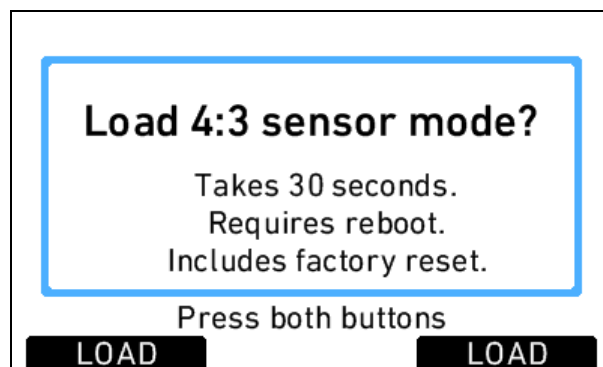 Load 4:3 sensor mode?
Takes 30 seconds.
Requires reboot.
Includes factory reset.
Press both buttons
LOAD LOAD